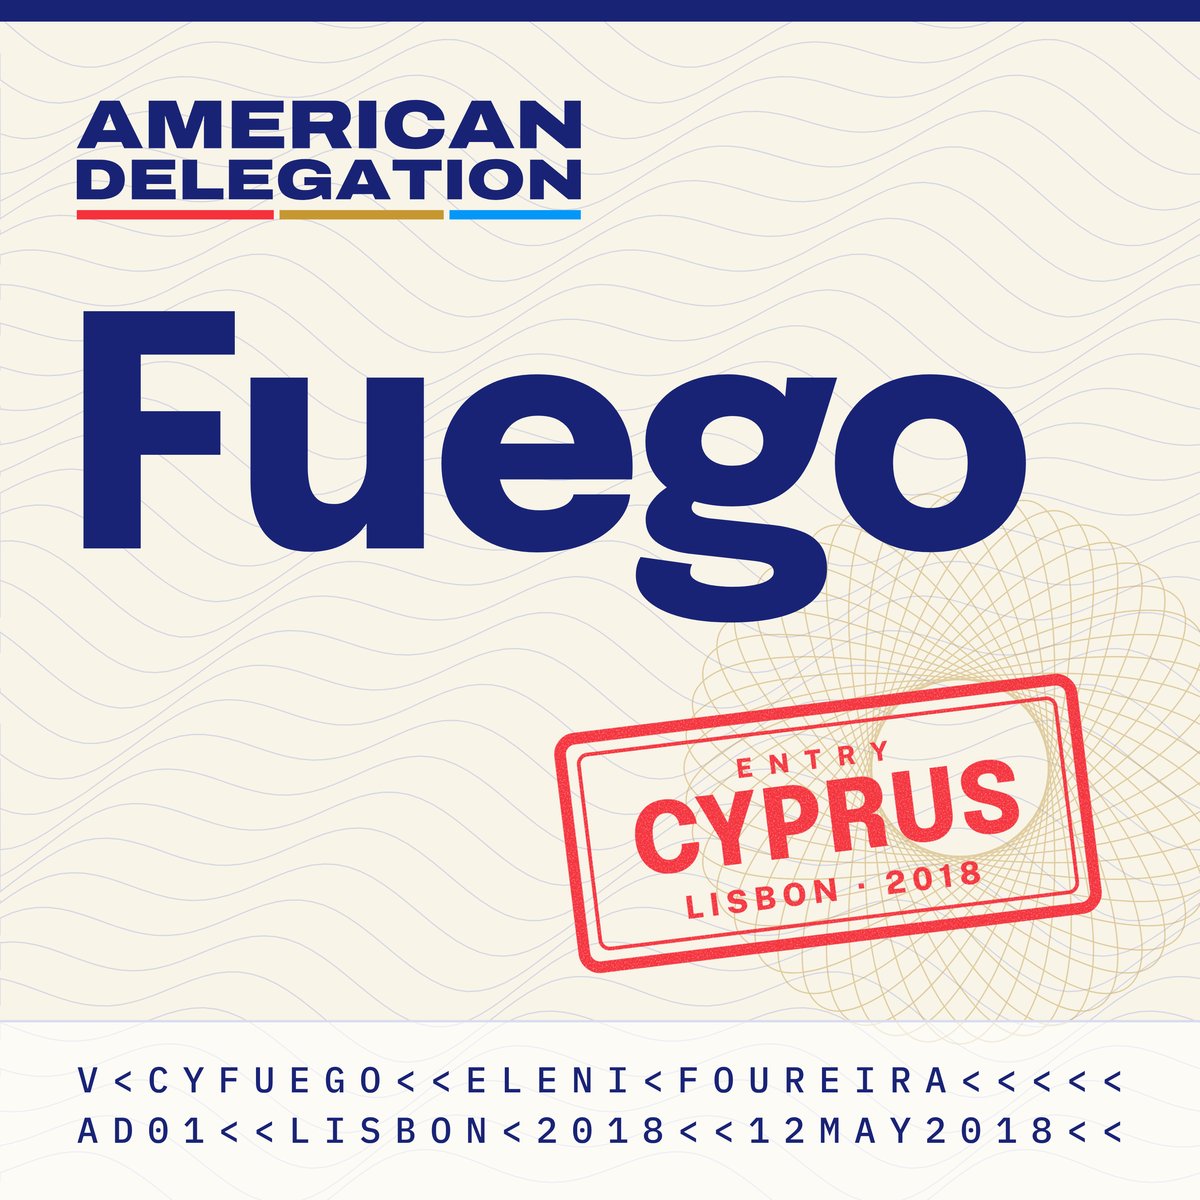 AMERICAN
DELEGATION
Fuego
ENTRY
CYPRUS
LISBON · 2018
V<CYFUEGO<<ELENI<FOUREIRA<<<<<
AD01<<LISBON<2018<<12MAY2018<<